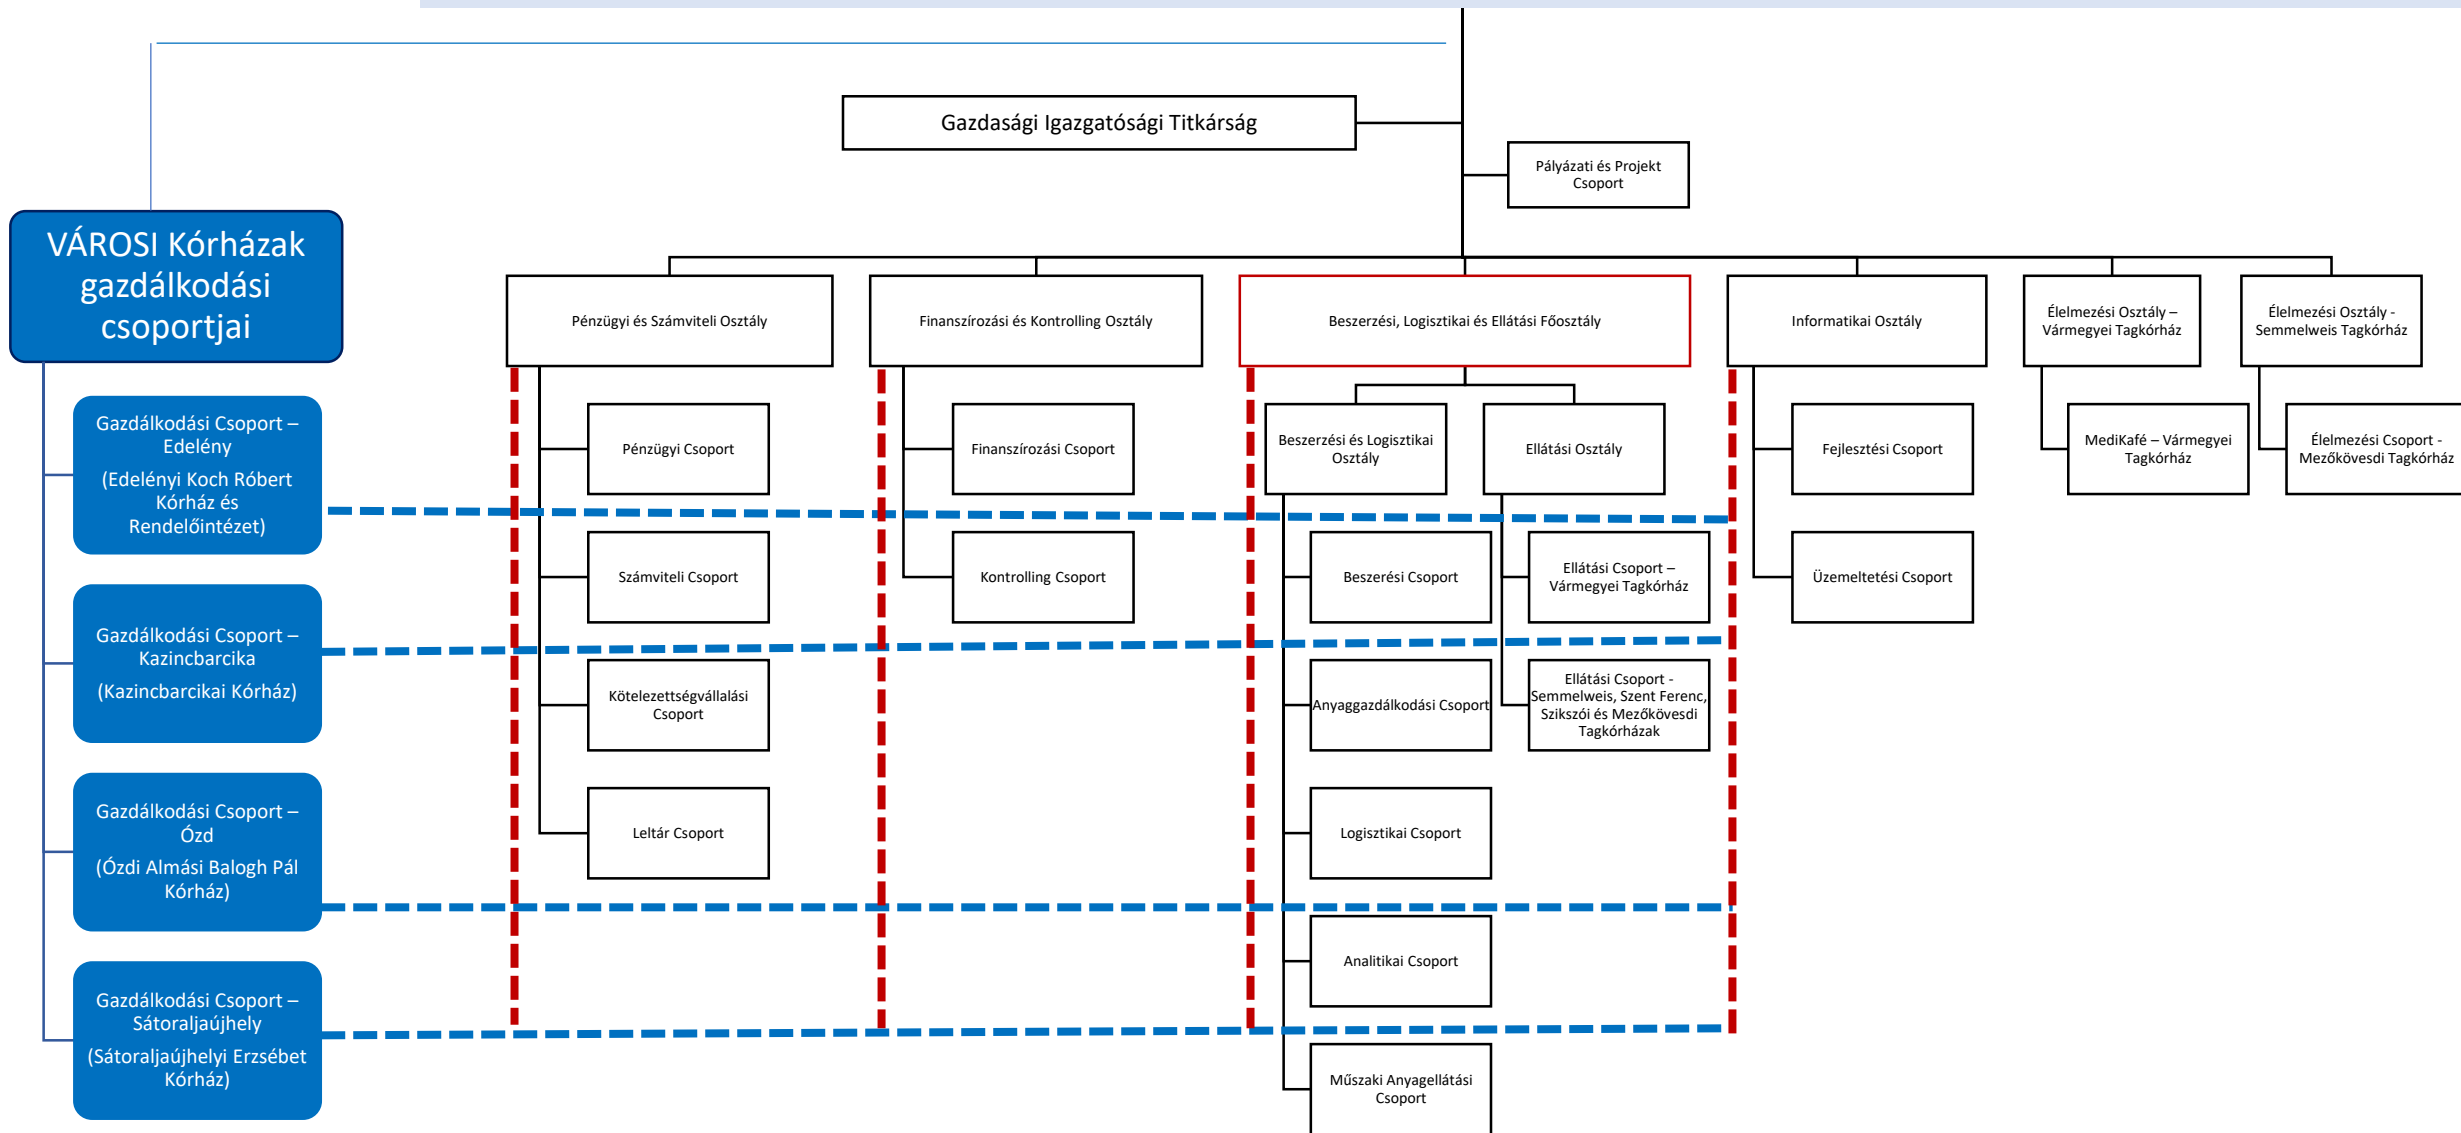 Gazdasági Igazgatósági Titkárság
Pályázati és Projekt
Csoport
VÁROSI Kórházak
gazdálkodási
csoportjai
Gazdálkodási Csoport –
Edelény
(Edelényi Koch Róbert
Kórház és
Rendelőintézet)
Gazdálkodási Csoport –
Kazincbarcika
(Kazincbarcikai Kórház)
Gazdálkodási Csoport –
Ózd
(Ózdi Almási Balogh Pál
Kórház)
Gazdálkodási Csoport –
Sátoraljaújhely
(Sátoraljaújhelyi Erzsébet
Kórház)
Pénzügyi és Számviteli Osztály
Pénzügyi Csoport
Számviteli Csoport
Kötelezettségvállalási
Csoport
Leltár Csoport
Finanszírozási és Kontrolling Osztály
Finanszírozási Csoport
Kontrolling Csoport
Beszerzési, Logisztikai és Ellátási Főosztály
Beszerzési és Logisztikai
Osztály
Beszerési Csoport
Anyaggazdálkodási Csoport
Logisztikai Csoport
Analitikai Csoport
Műszaki Anyagellátási
Csoport
Ellátási Osztály
Ellátási Csoport –
Vármegyei Tagkórház
Ellátási Csoport -
Semmelweis, Szent Ferenc,
Szikszói és Mezőkövesdi
Tagkórházak
Informatikai Osztály
Fejlesztési Csoport
Üzemeltetési Csoport
Élelmezési Osztály –
Vármegyei Tagkórház
MediKafé – Vármegyei
Tagkórház
Élelmezési Osztály -
Semmelweis Tagkórház
Élelmezési Csoport -
Mezőkövesdi Tagkórház